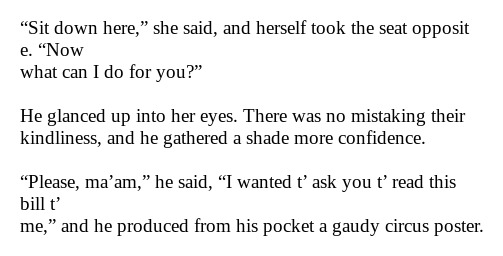 “Sit down here,” she said, and herself took the seat opposit
e. “Now
what can I do for you?”

He glanced up into her eyes. There was no mistaking their
kindliness, and he gathered a shade more confidence.

“Please, ma’am,” he said, “I wanted t’ ask you t’ read this
bill t’
me,” and he produced from his pocket a gaudy circus poster.